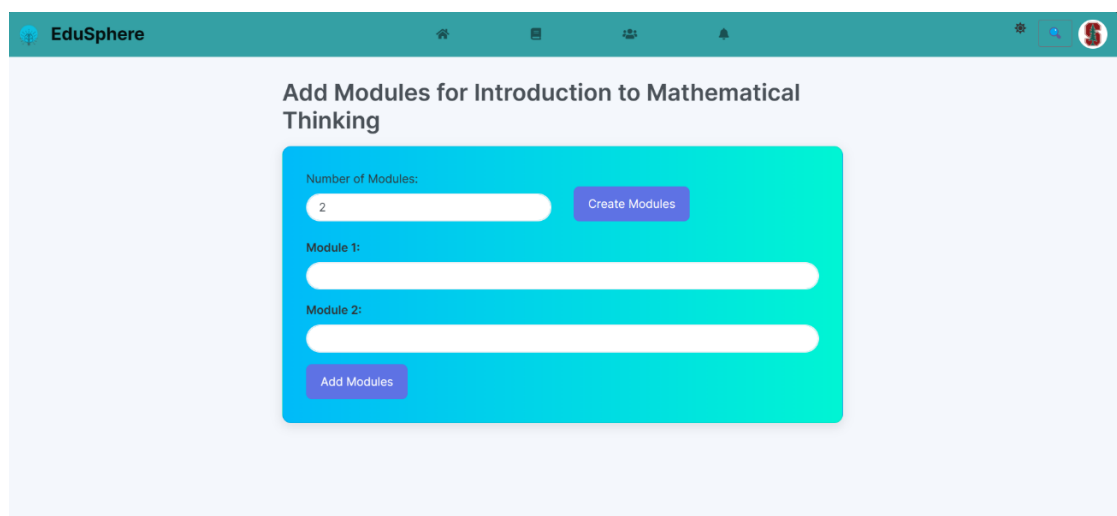 EduSphere
Add Modules for Introduction to Mathematical
Thinking
Number of Modules:
2
Create Modules
Module 1:
Module 2:
Add Modules